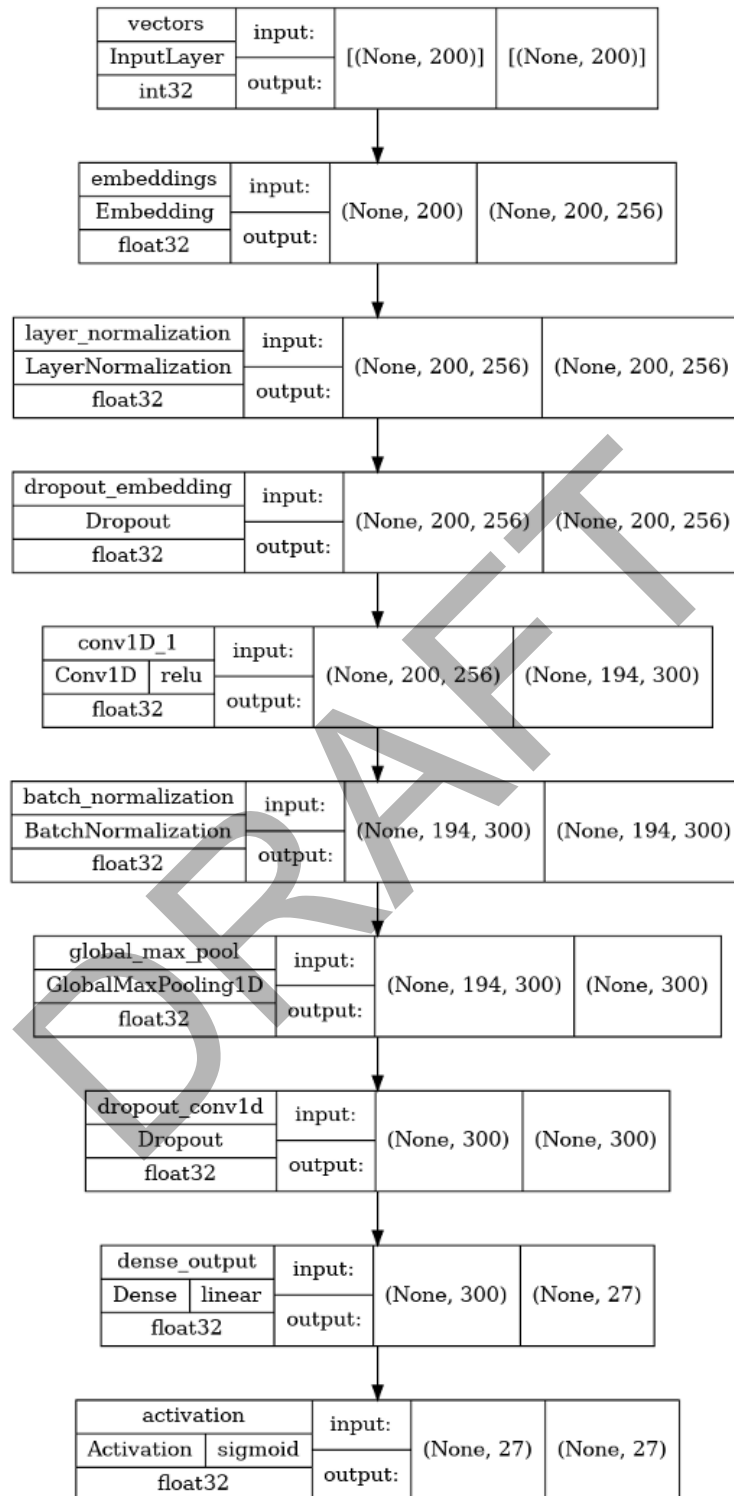 vectors
InputLayer
int32
input:
output:
[(None, 200)]
[(None, 200)]
embeddings
Embedding
float32
input:
output:
(None, 200)
(None, 200, 256)
layer_normalization
LayerNormalization
float32
input:
output:
(None, 200, 256)
(None, 200, 256)
dropout_embedding
Dropout
float32
input:
output:
(None, 200, 256)
(None, 200, 256)
conv1D_1
Conv1D relu
float32
input:
output:
(None, 200, 256)
(None, 194, 300)
batch_normalization
BatchNormalization
float32
input:
output:
(None, 194, 300)
(None, 194, 300)
global_max_pool
GlobalMaxPooling1D
float32
input:
output:
(None, 194, 300)
(None, 300)
dropout_conv1d
Dropout
float32
input:
output:
(None, 300)
(None, 300)
dense_output
Dense linear
float32
input:
output:
(None, 300)
(None, 27)
activation
Activation sigmoid
float32
input:
output:
(None, 27)
(None, 27)
DRAFT